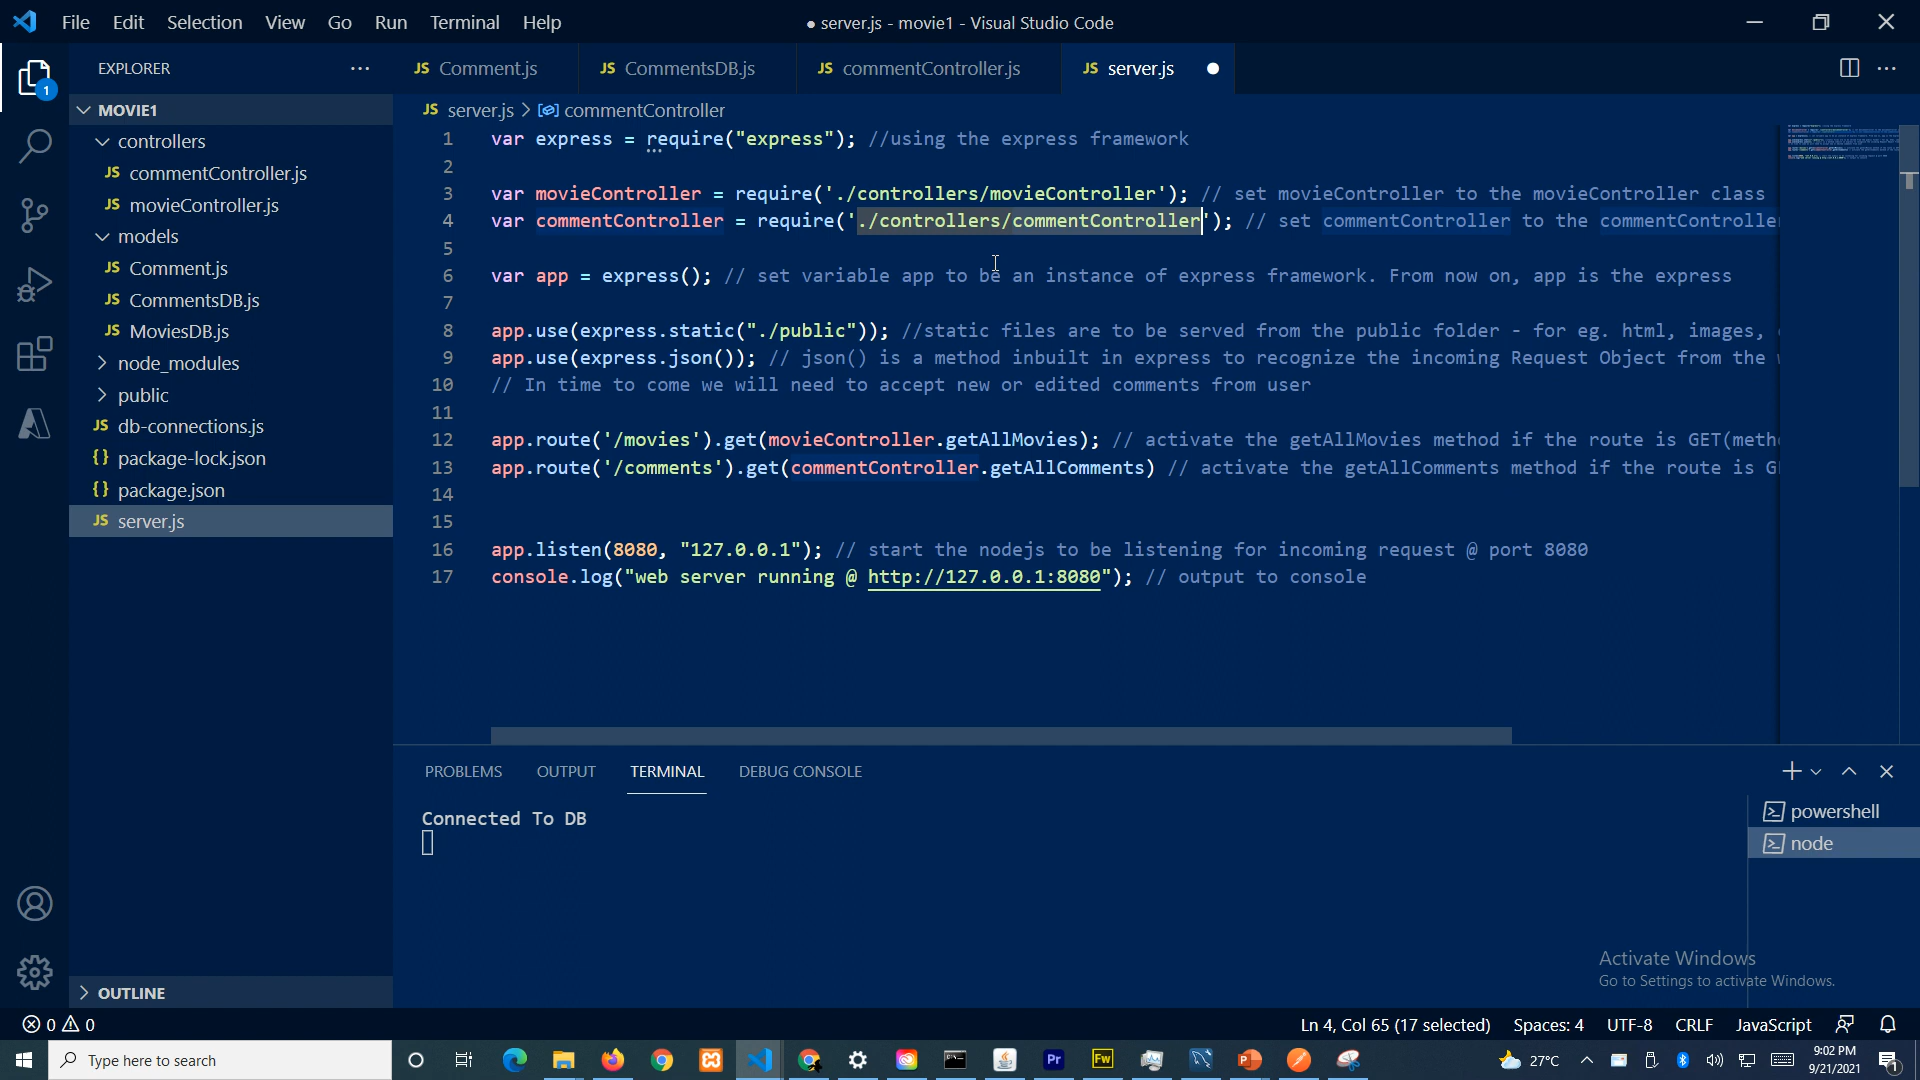 File Edit Selection View Go Run Terminal Help
● server.js - movie1 - Visual Studio Code
EXPLORER
JS Comment.js
JS CommentsDB.js
JS commentController.js
JS server.js
1
MOVIE1
controllers
JS commentController.js
JS movieController.js
models
JS Comment.js
JS CommentsDB.js
JS MoviesDB.js
node_modules
public
JS db-connections.js
{} package-lock.json
{} package.json
JS server.js
OUTLINE
JS server.js > commentController
1 var express = require("express"); //using the express framework
2
3 var movieController = require('./controllers/movieController'); // set movieController to the movieController class
4 var commentController = require('./controllers/commentController'); // set commentController to the commentController
5
6 var app = express(); // set variable app to be an instance of express framework. From now on, app is the express
7
8 app.use(express.static("./public")); //static files are to be served from the public folder - for eg. html, images,
9 app.use(express.json()); // json() is a method inbuilt in express to recognize the incoming Request Object from the
10 // In time to come we will need to accept new or edited comments from user
11
12 app.route('/movies').get(movieController.getAllMovies); // activate the getAllMovies method if the route is GET(meth
13 app.route('/comments').get(commentController.getAllComments) // activate the getAllComments method if the route is G
14
15
16 app.listen(8080, "127.0.0.1"); // start the nodejs to be listening for incoming request @ port 8080
17 console.log("web server running @ http://127.0.0.1:8080"); // output to console
PROBLEMS OUTPUT TERMINAL DEBUG CONSOLE
Connected To DB
powershell
node
Activate Windows
Go to Settings to activate Windows.
0 0
Ln 4, Col 65 (17 selected) Spaces: 4 UTF-8 CRLF JavaScript
Type here to search
Pr
Fw
27°C
9:02 PM
9/21/2021
1